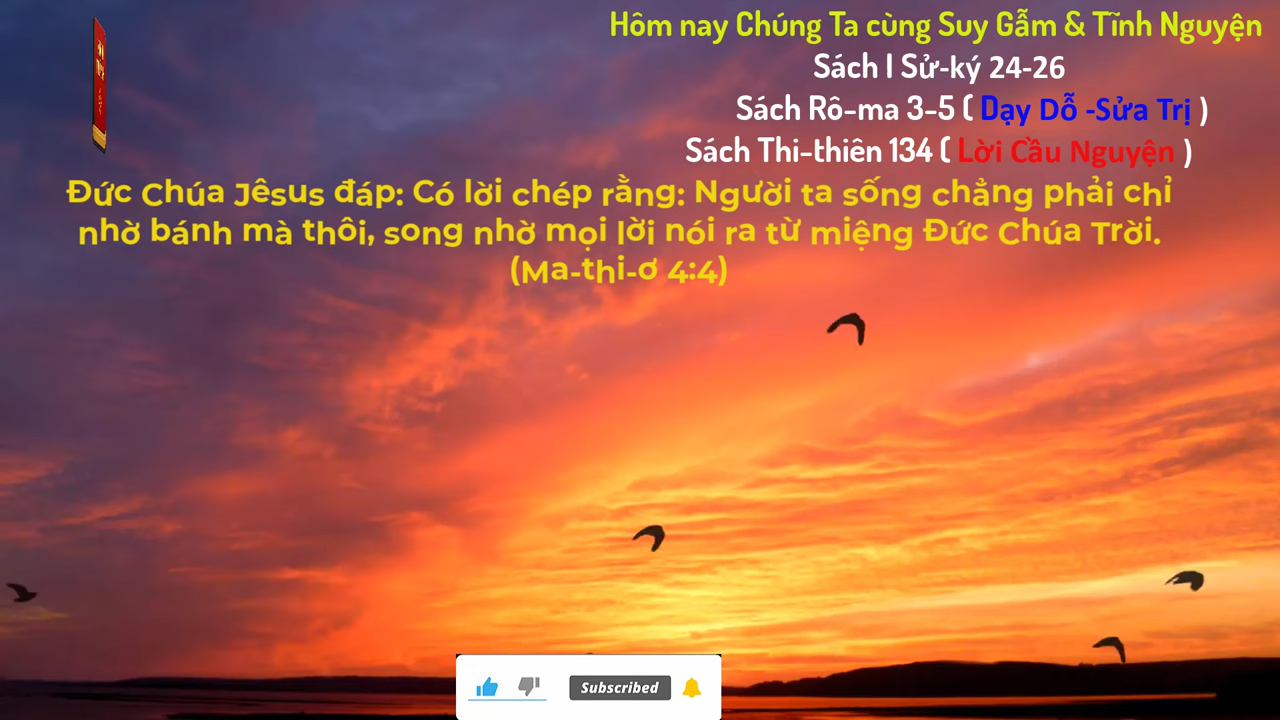 Hôm nay Chúng Ta cùng Suy Gẫm & Tĩnh Nguyện
Sách I Sử-ký 24-26
Sách Rô-ma 3-5 ( Dạy Dỗ -Sửa Trị )
Sách Thi-thiên 134 ( Lời Cầu Nguyện )
Đức Chúa Jêsus đáp: Có lời chép rằng: Người ta sống chẳng phải chỉ
nhờ bánh mà thôi, song nhờ mọi lời nói ra từ miệng Đức Chúa Trời.
(Ma-thi-ơ 4:4)
Subscribed